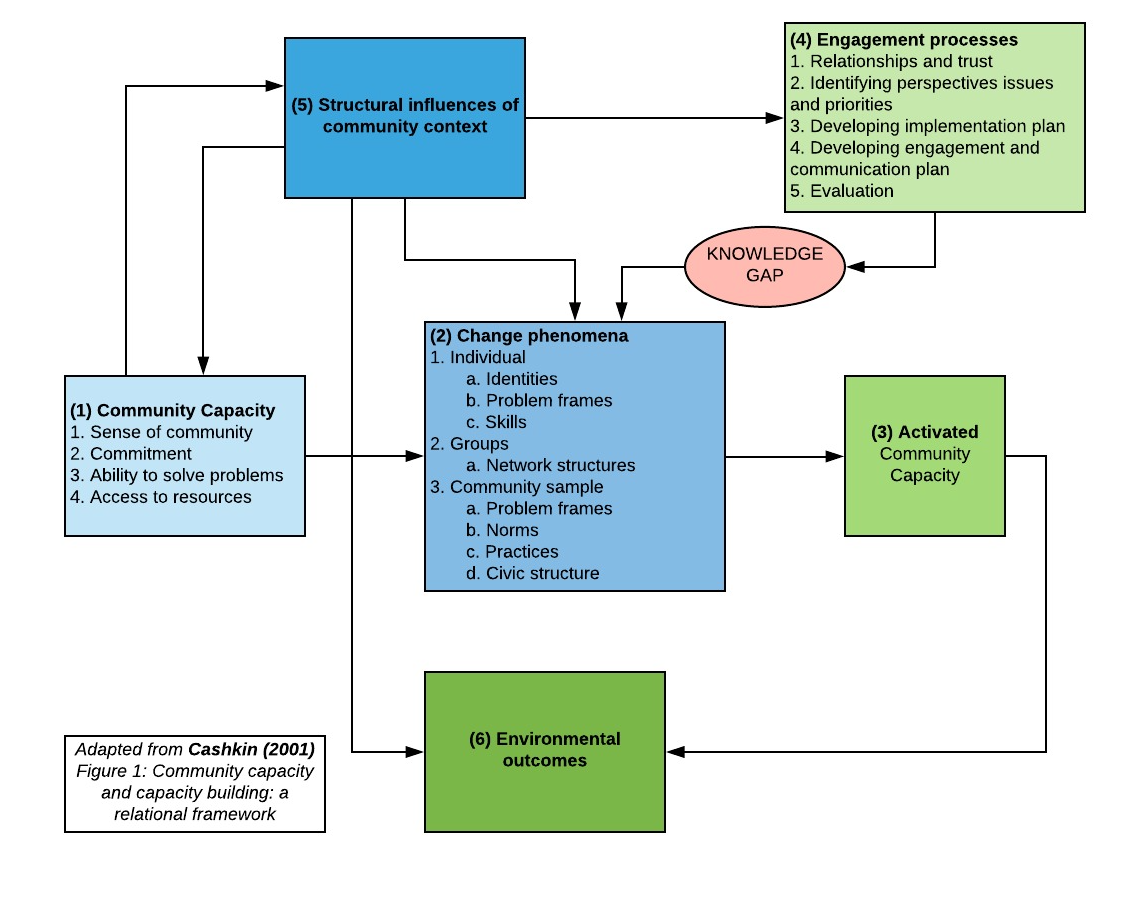 (5) Structural influences of
community context
(4) Engagement processes
1. Relationships and trust
2. Identifying perspectives issues
and priorities
3. Developing implementation plan
4. Developing engagement and
communication plan
5. Evaluation
KNOWLEDGE
GAP
(1) Community Capacity
1. Sense of community
2. Commitment
3. Ability to solve problems
4. Access to resources
(2) Change phenomena
1. Individual
a. Identities
b. Problem frames
c. Skills
2. Groups
a. Network structures
3. Community sample
a. Problem frames
b. Norms
c. Practices
d. Civic structure
(3) Activated
Community
Capacity
(6) Environmental
outcomes
Adapted from Cashkin (2001)
Figure 1: Community capacity
and capacity building: a
relational framework